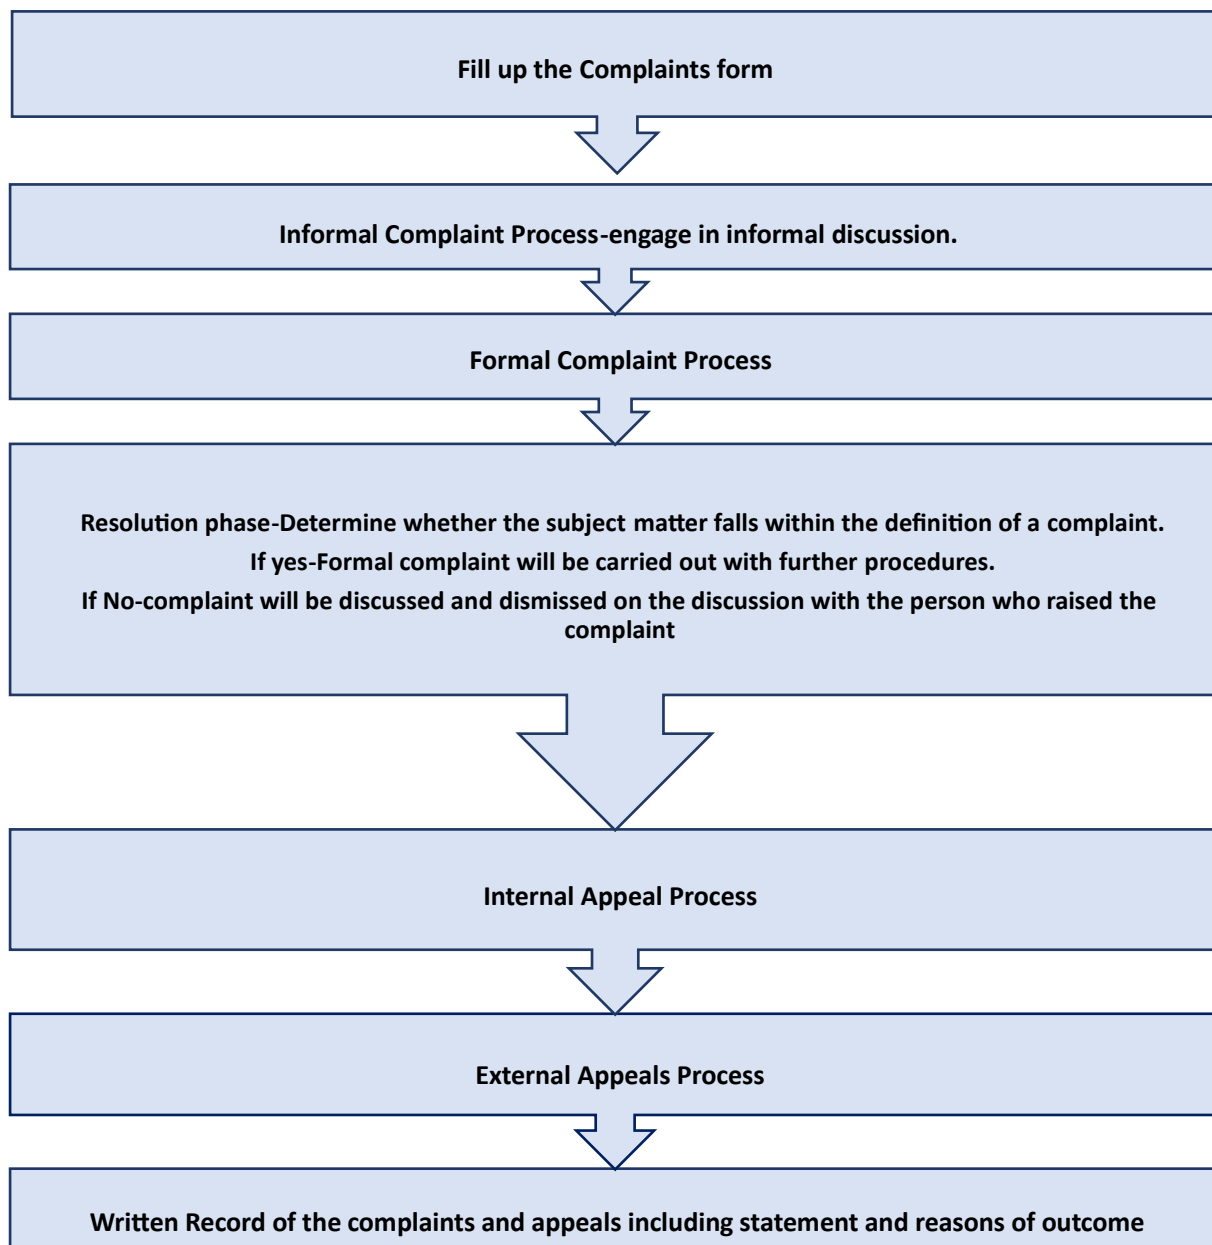 Fill up the Complaints form
Informal Complaint Process-engage in informal discussion.
Formal Complaint Process
Resolution phase-Determine whether the subject matter falls within the definition of a complaint.
If yes-Formal complaint will be carried out with further procedures.
If No-complaint will be discussed and dismissed on the discussion with the person who raised the
complaint
Internal Appeal Process
External Appeals Process
Written Record of the complaints and appeals including statement and reasons of outcome